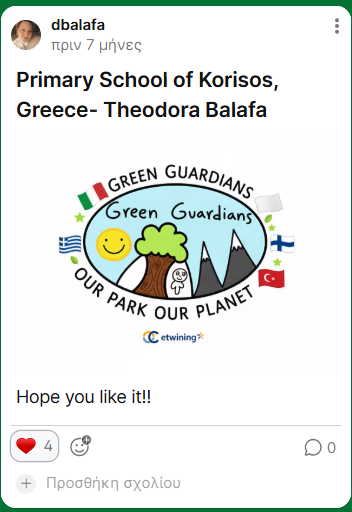 dbalafa
πριν 7 μήνες
Primary School of Korisos,
Greece- Theodora Balafa
GREEN GUARDIANS
Green Guardians
OUR PARK OUR PLANET
etwining
Hope you like it!!
4
0
Προσθήκη σχολίου